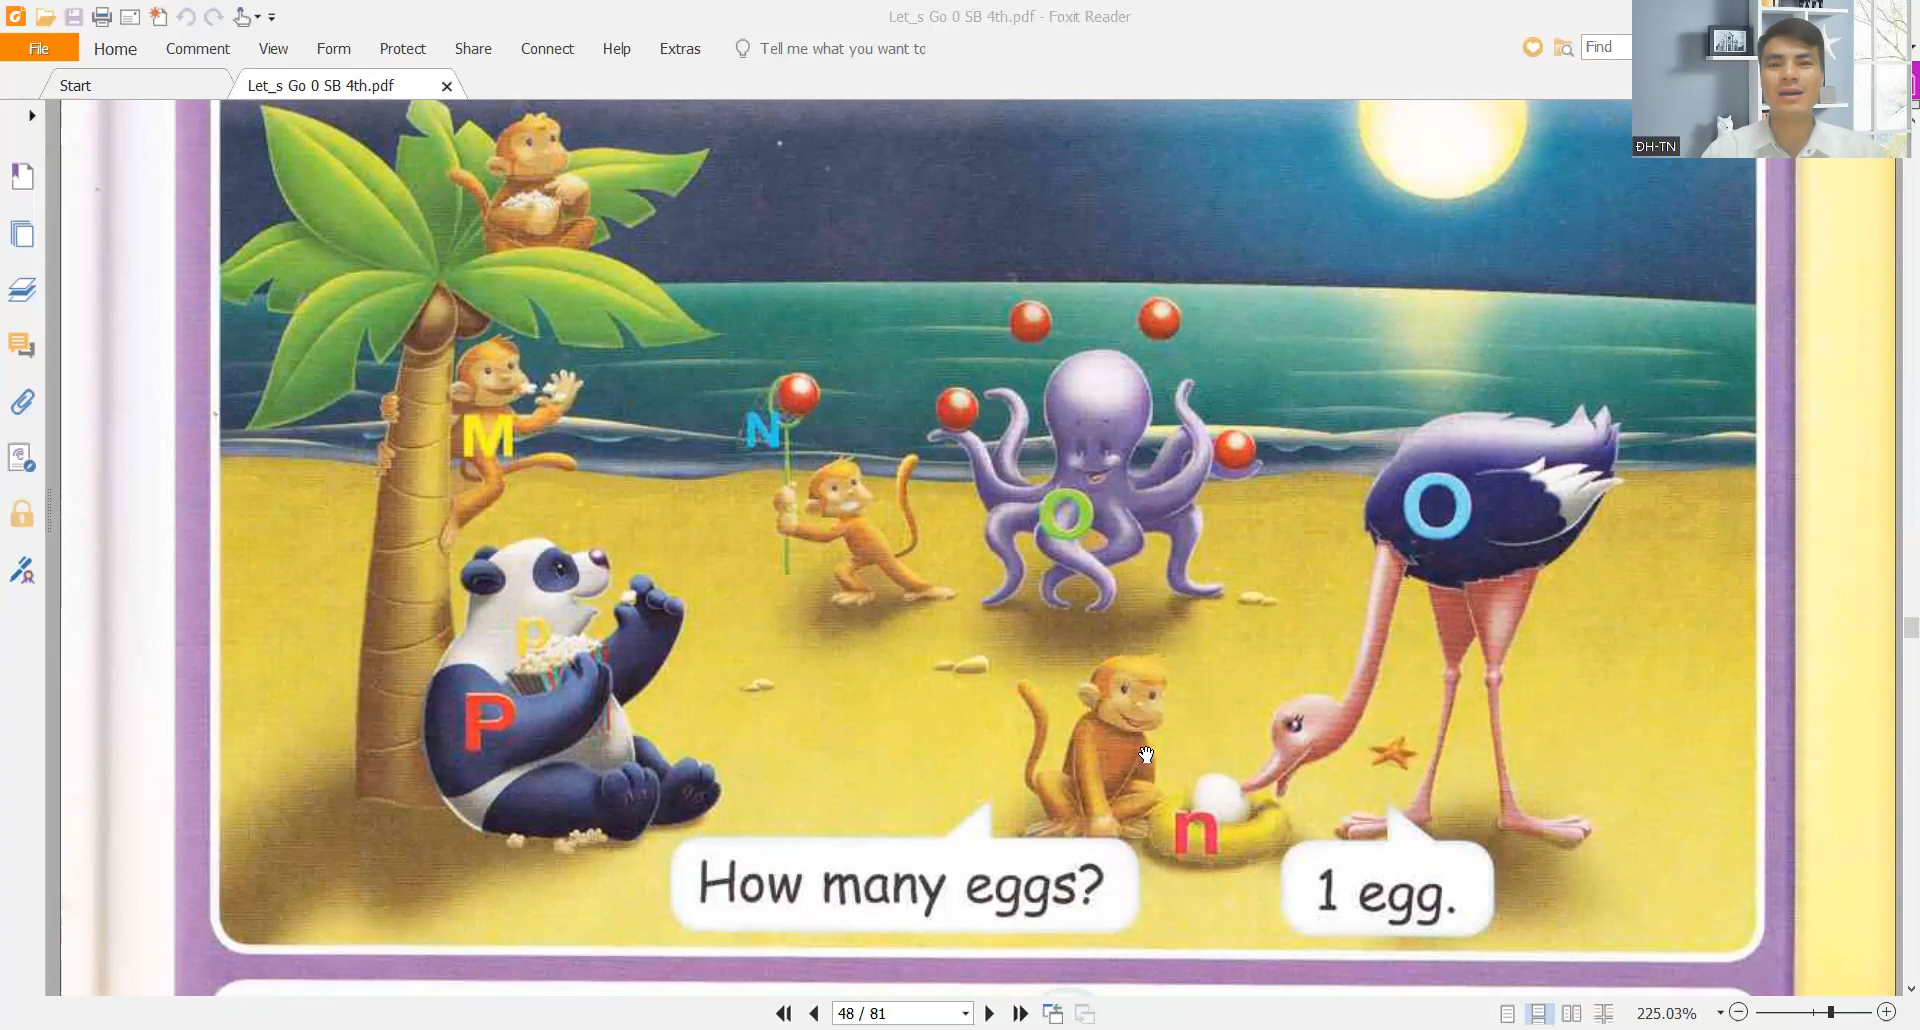 Let_s Go 0 SB 4th.pdf - Foxit Reader
File Home Comment View Form Protect Share Connect Help Extras Tell me what you want to Find
Start Let_s Go 0 SB 4th.pdf
ĐH-TN
M
N
O
O
p
P
n
How many eggs?
1 egg.
48 / 81
225.03%